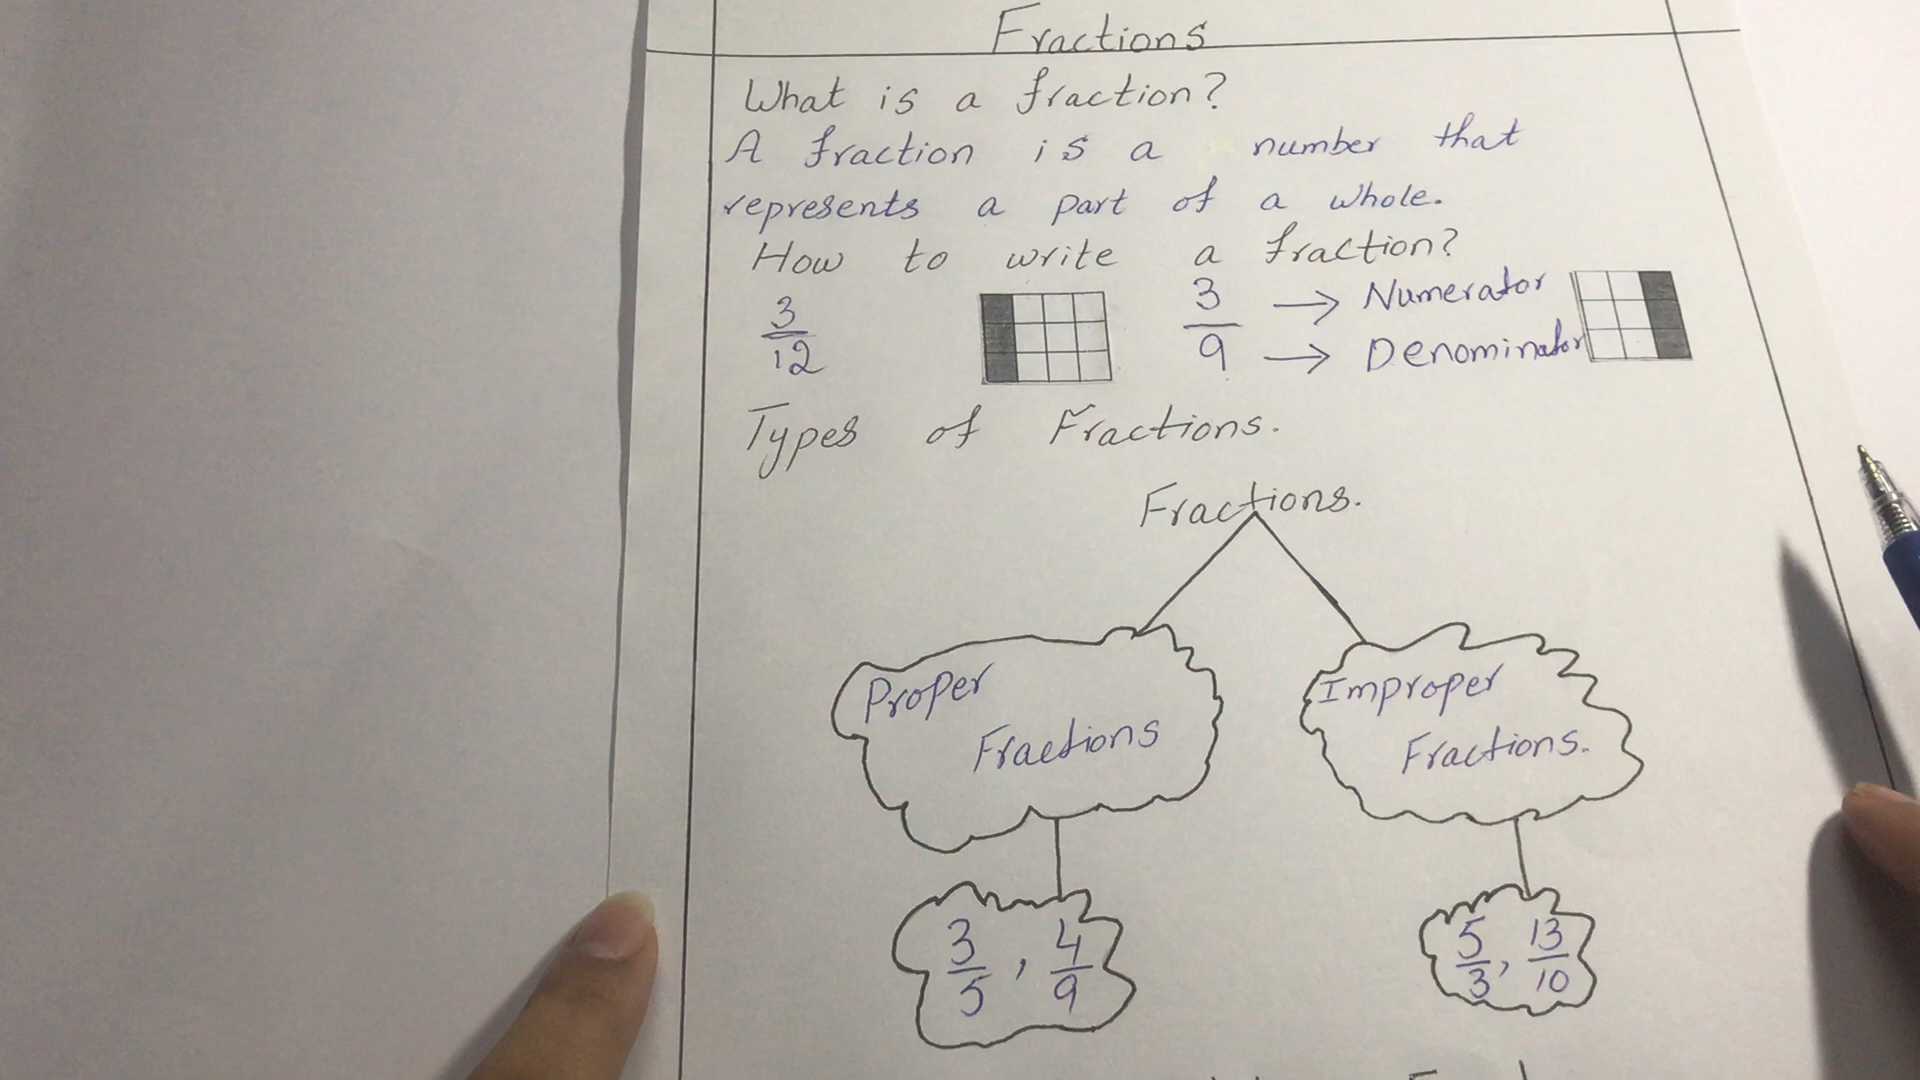 Fractions
What is a fraction?
A fraction is a number that
represents a part of a whole.
How to write a fraction?
3/12
3 → Numerator
9 → Denominator
Types of Fractions.
Fractions.
Proper
Fractions
Improper
Fractions.
3/5, 4/9
5/3, 13/10